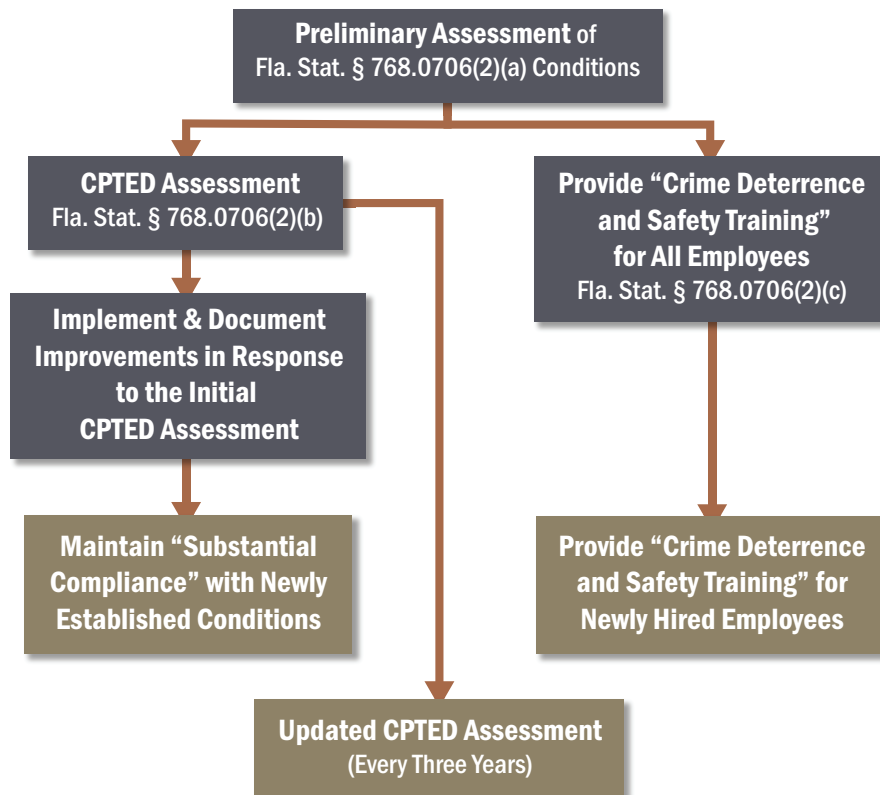 Preliminary Assessment of
Fla. Stat. § 768.0706(2)(a) Conditions
CPTED Assessment
Fla. Stat. § 768.0706(2)(b)
Provide “Crime Deterrence
and Safety Training”
for All Employees
Fla. Stat. § 768.0706(2)(c)
Implement & Document
Improvements in Response
to the Initial
CPTED Assessment
Maintain “Substantial
Compliance” with Newly
Established Conditions
Provide “Crime Deterrence
and Safety Training” for
Newly Hired Employees
Updated CPTED Assessment
(Every Three Years)